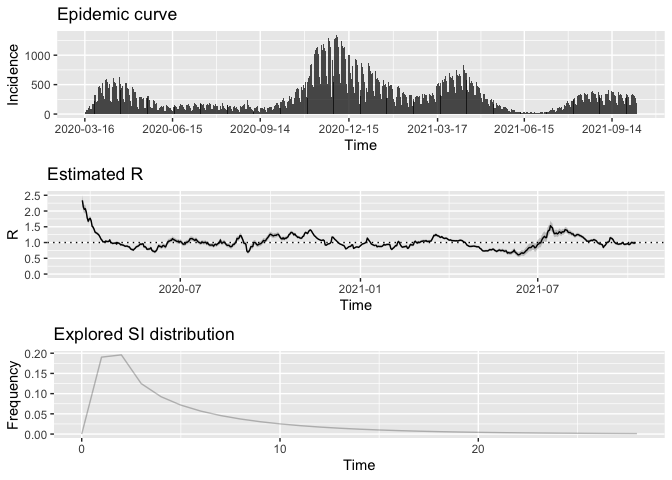 Epidemic curve
Incidence
1000
500
0
2020-03-16 2020-06-15 2020-09-14 2020-12-15 2021-03-17 2021-06-15 2021-09-14
Time
Estimated R
R
2.5
2.0
1.5
1.0
0.5
0.0
2020-07 2021-01 2021-07
Time
Explored SI distribution
Frequency
0.20
0.15
0.10
0.05
0.00
0 10 20
Time